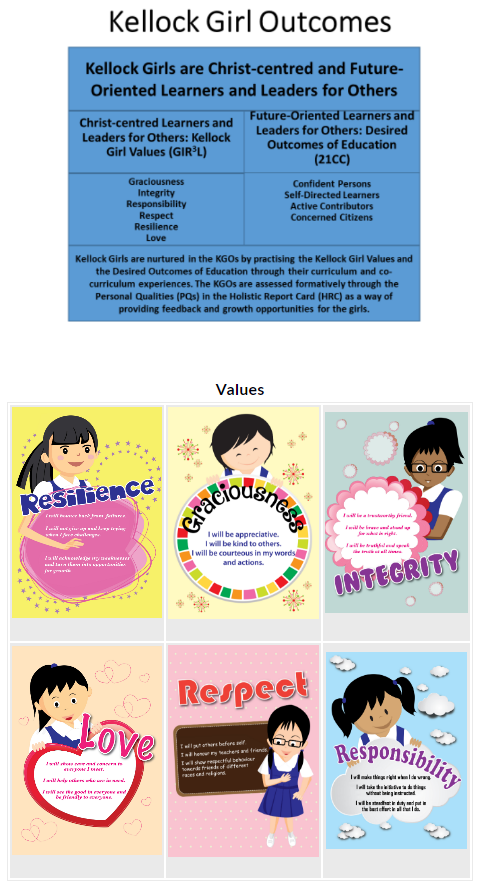 Kellock Girl Outcomes
Kellock Girls are Christ-centred and Future-
Oriented Learners and Leaders for Others
Christ-centred Learners and
Leaders for Others: Kellock
Girl Values (GIR³L)
Future-Oriented Learners and
Leaders for Others: Desired
Outcomes of Education
(21CC)
Graciousness
Integrity
Responsibility
Respect
Resilience
Love
Confident Persons
Self-Directed Learners
Active Contributors
Concerned Citizens
Kellock Girls are nurtured in the KGOs by practising the Kellock Girl Values and
the Desired Outcomes of Education through their curriculum and co-
curriculum experiences. The KGOs are assessed formatively through the
Personal Qualities (PQs) in the Holistic Report Card (HRC) as a way of
providing feedback and growth opportunities for the girls.
Values
Resilience
I will bounce back from failures.
I will not give up and keep trying
when I face challenges.
I will acknowledge my weaknesses
and turn them into opportunities
for growth.
Graciousness
I will be appreciative.
I will be kind to others.
I will be courteous in my words
and actions.
I will be a trustworthy friend.
I will be brave and stand up
for what is right.
I will be truthful and speak
the truth at all times.
INTEGRITY
Love
I will show care and concern to
everyone I meet.
I will help others who are in need.
I will see the good in everyone and
be friendly to everyone.
Respect
I will put others before self.
I will honour my teachers and friends.
I will show respectful behaviour
towards friends of different
races and religions.
Responsibility
I will make things right when I do wrong.
I will take the initiative to do things
without being instructed.
I will be steadfast in duty and put in
the best effort in all that I do.